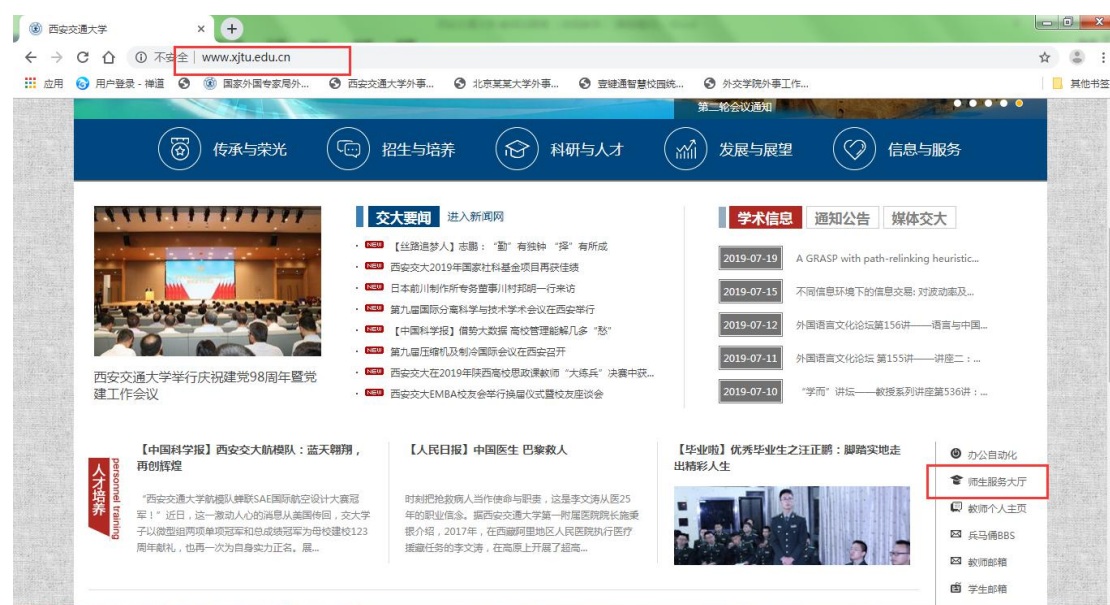 西安交通大学
不安全 | www.xjtu.edu.cn
应用
用户登录 - 禅道
国家外国专家局外...
西安交通大学外事...
北京某某大学外事...
壹键通智慧校园统...
外交学院外事工作...
其他书签
第二轮会议通知
传承与荣光
招生与培养
科研与人才
发展与展望
信息与服务
交大要闻 进入新闻网
· NEW 【丝路追梦人】志鹏：“勤”有独钟 “择”有所成
· NEW 西安交大2019年国家社科基金项目再获佳绩
· NEW 日本前川制作所专务董事川村邦明一行来访
· NEW 第九届国际分离科学与技术学术会议在西安举行
· NEW 【中国科学报】借势大数据 高校管理能解几多“愁”
· NEW 第九届压缩机及制冷国际会议在西安召开
· NEW 西安交大在2019年陕西高校思政课教师“大练兵”决赛中获...
· NEW 西安交大EMBA校友会举行换届仪式暨校友座谈会
西安交通大学举行庆祝建党98周年暨党
建工作会议
学术信息 通知公告 媒体交大
2019-07-19 A GRASP with path-relinking heuristic...
2019-07-15 不同信息环境下的信息交易: 对波动率及...
2019-07-12 外国语言文化论坛第156讲——语言与中国...
2019-07-11 外国语言文化论坛 第155讲——讲座二：...
2019-07-10 “学而”讲坛——教授系列讲座第536讲：...
人才培养
personnel training
【中国科学报】西安交大航模队：蓝天翱翔，
再创辉煌
“西安交通大学航模队蝉联SAE国际航空设计大赛冠
军！”近日，这一激动人心的消息从美国传回，交大学
子以微型组两项单项冠军和总成绩冠军为母校建校123
周年献礼，也再一次为自身实力正名。展...
【人民日报】中国医生 巴黎救人
时刻把抢救病人当作使命与职责，这是李文涛从医25
年的职业信念。据西安交通大学第一附属医院院长施秉
银介绍，2017年，在西藏阿里地区人民医院执行医疗
援藏任务的李文涛，在高原上开展了超高...
【毕业啦】优秀毕业生之汪正鹏：脚踏实地走
出精彩人生
办公自动化
师生服务大厅
教师个人主页
兵马俑BBS
教师邮箱
学生邮箱